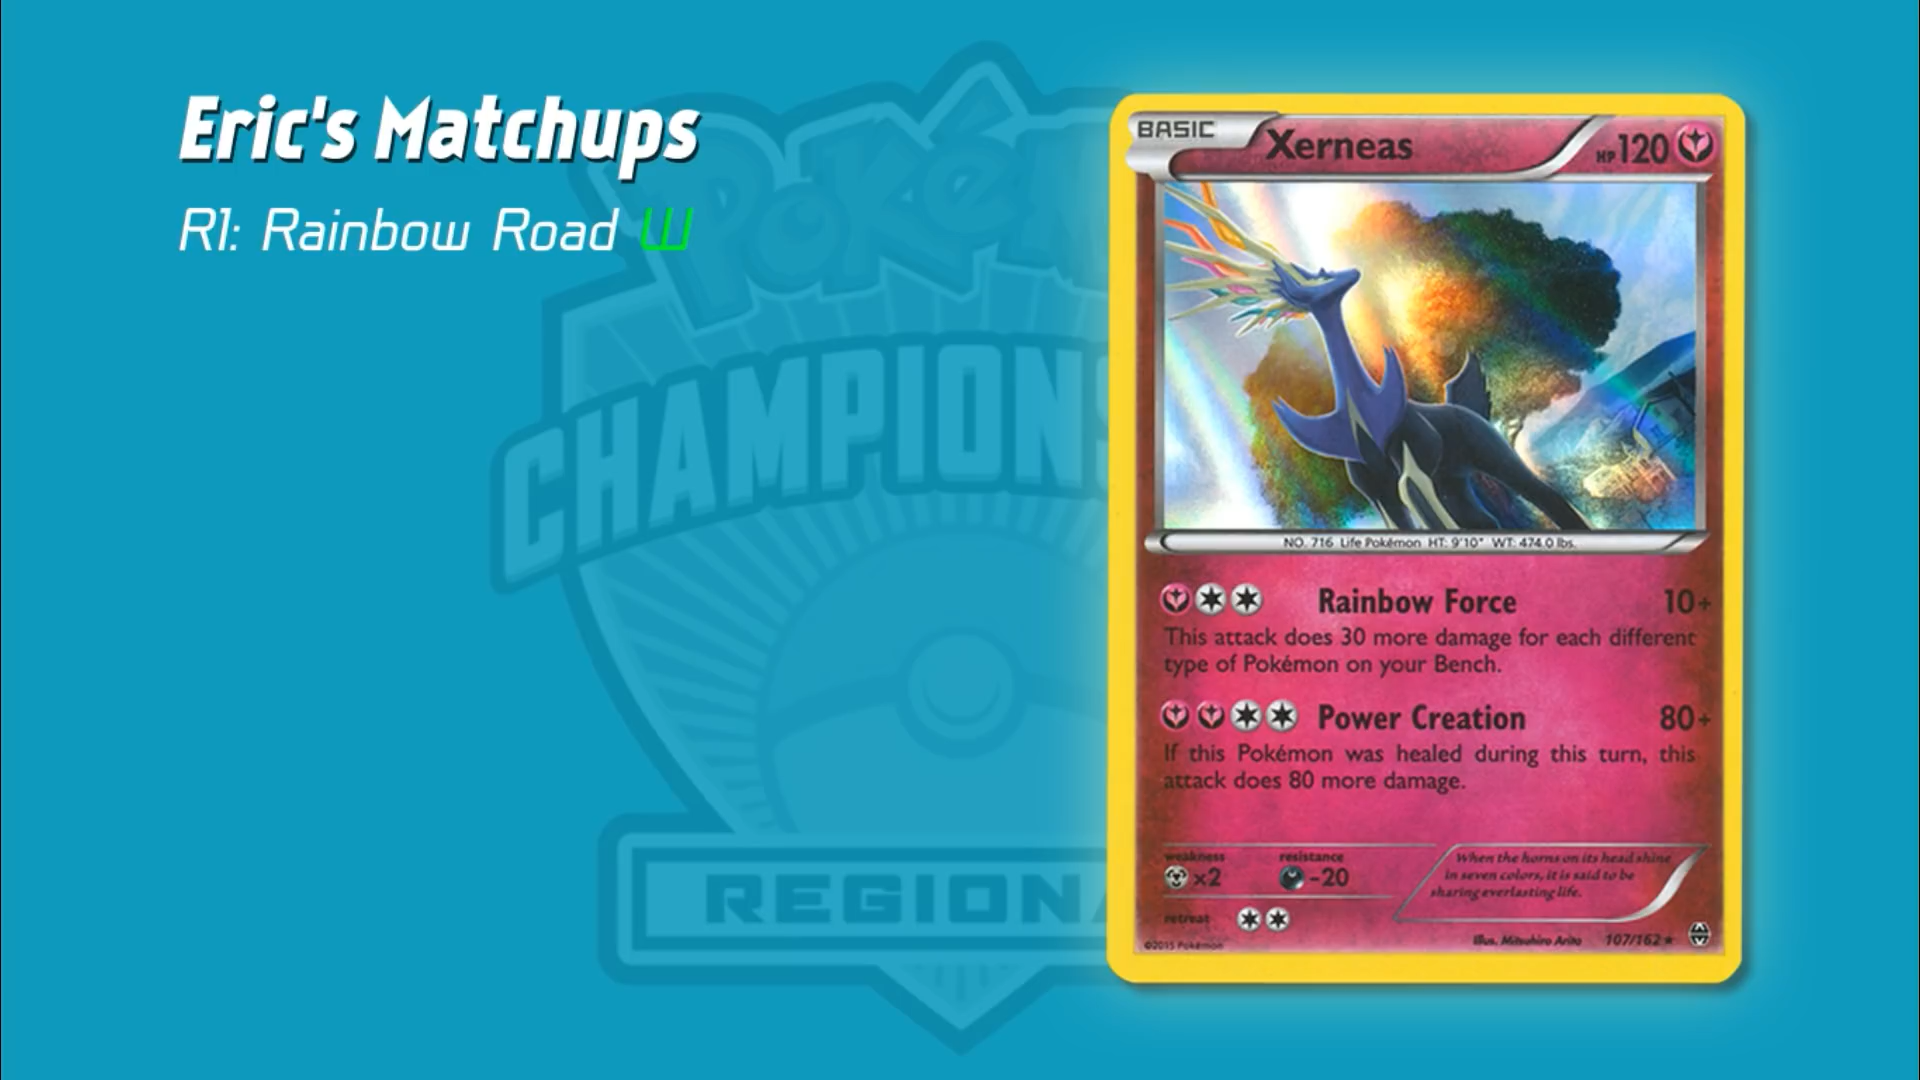 Eric's Matchups
R1: Rainbow Road W
Poké
CHAMPIONS
REGIONA
BASIC
Xerneas
HP 120
NO. 716 Life Pokémon HT: 9'10" WT: 474.0 lbs.
Rainbow Force 10+
This attack does 30 more damage for each different
type of Pokémon on your Bench.
Power Creation 80+
If this Pokémon was healed during this turn, this
attack does 80 more damage.
weakness
×2
resistance
-20
retreat
When the horns on its head shine
in seven colors, it is said to be
sharing everlasting life.
©2015 Pokémon
Illus. Mitsuhiro Arita
107/162 ★